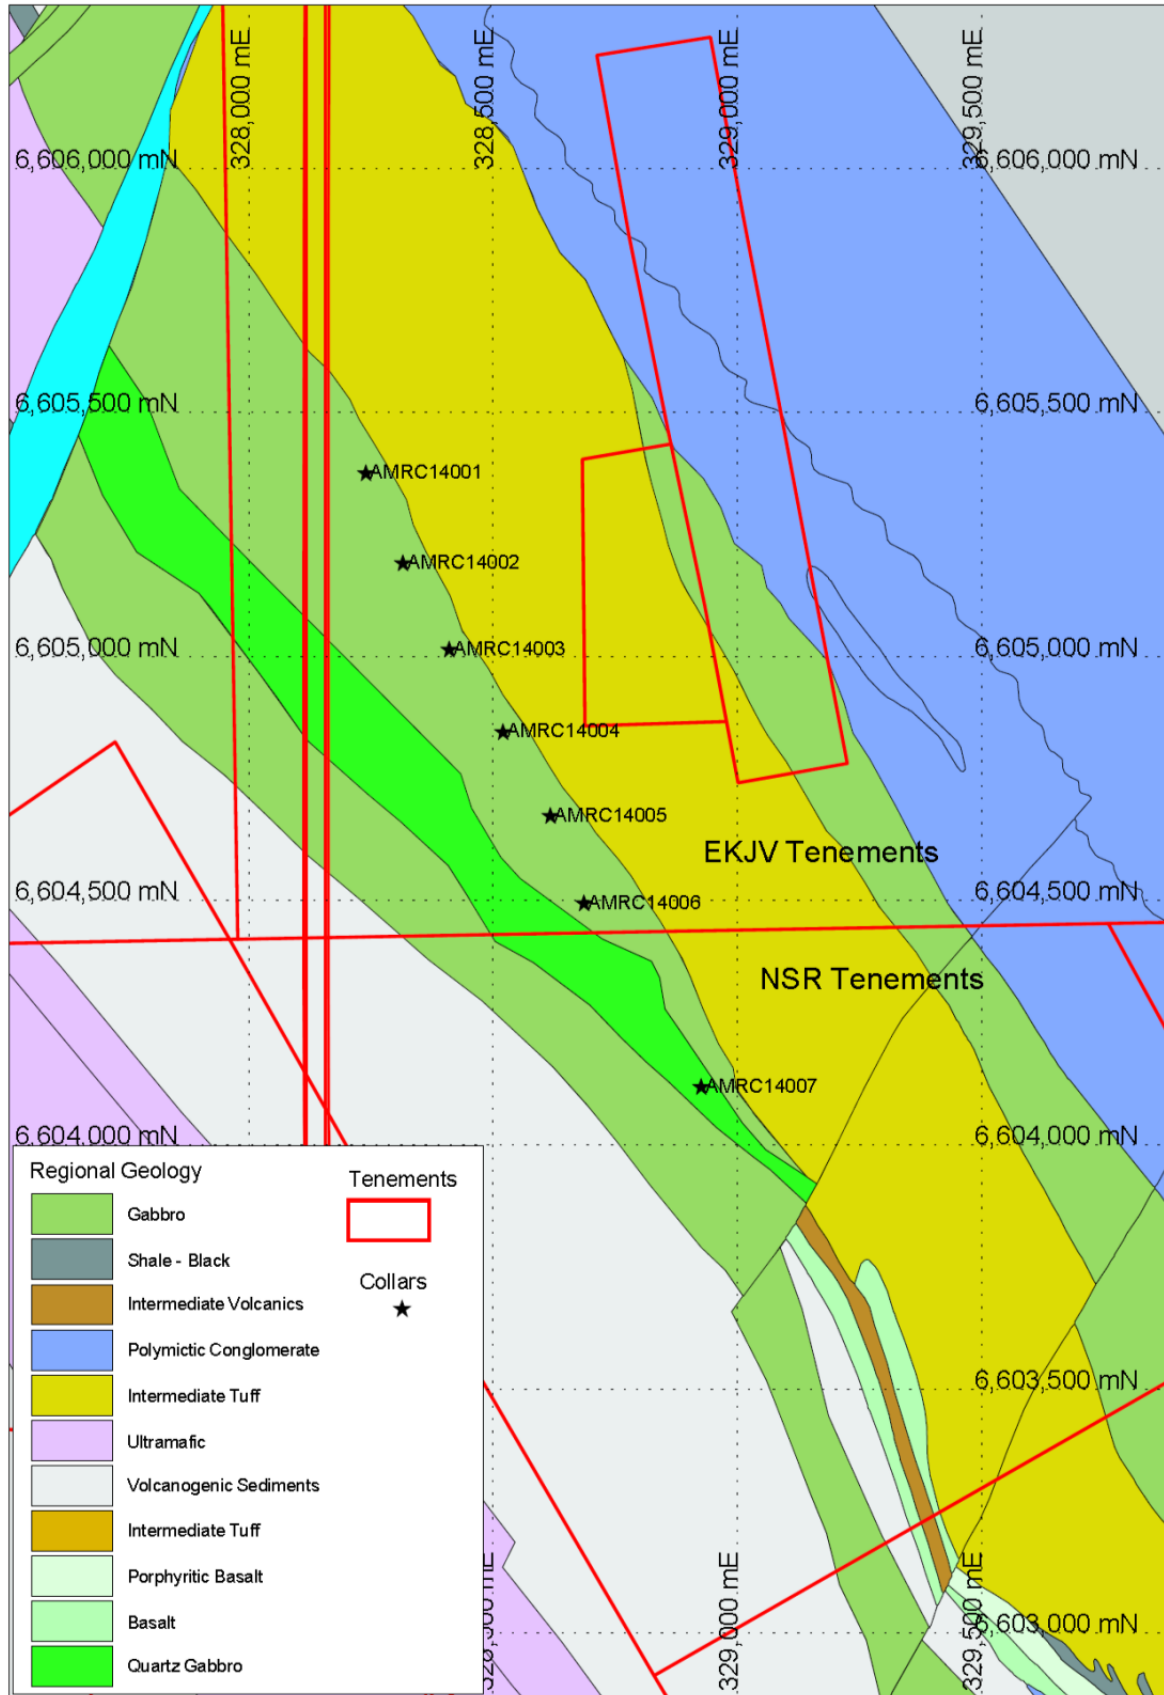 328,000 mE
328,500 mE
329,000 mE
329,500 mE
6,606,000 mN
6,606,000 mN
6,605,500 mN
6,605,500 mN
AMRC14001
AMRC14002
AMRC14003
6,605,000 mN
6,605,000 mN
AMRC14004
AMRC14005
EKJV Tenements
6,604,500 mN
AMRC14006
6,604,500 mN
NSR Tenements
AMRC14007
6,604,000 mN
6,604,000 mN
Regional Geology
Gabbro
Shale - Black
Intermediate Volcanics
Polymictic Conglomerate
Intermediate Tuff
Ultramafic
Volcanogenic Sediments
Intermediate Tuff
Porphyritic Basalt
Basalt
Quartz Gabbro
Tenements
Collars
6,603,500 mN
328,500 mE
329,000 mE
329,500 mE
6,603,000 mN